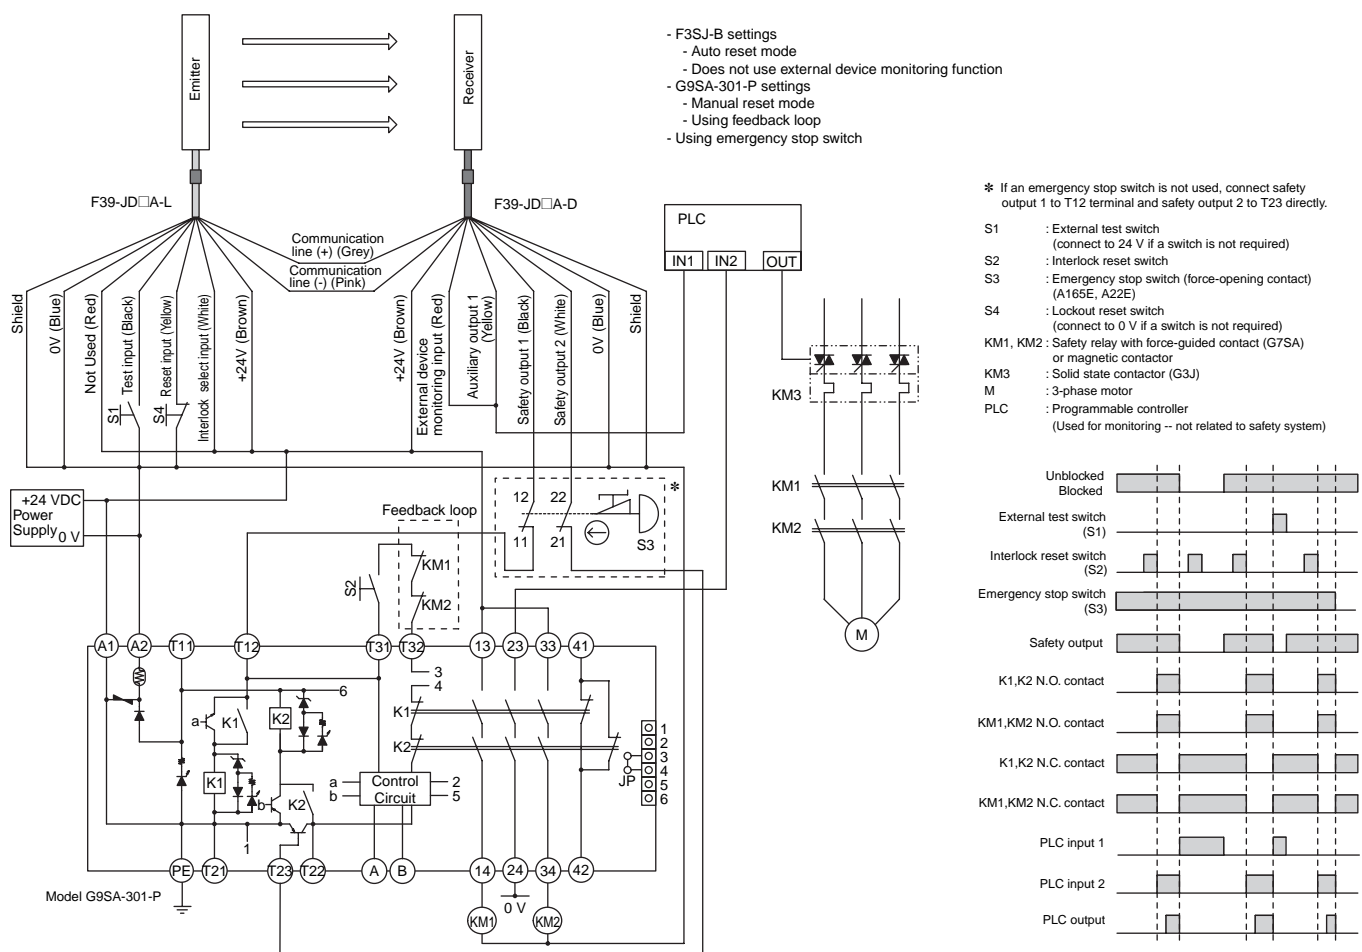 Emitter
Receiver
- F3SJ-B settings
- Auto reset mode
- Does not use external device monitoring function
- G9SA-301-P settings
- Manual reset mode
- Using feedback loop
- Using emergency stop switch
F39-JD□A-L
F39-JD□A-D
Communication
line (+) (Grey)
Communication
line (-) (Pink)
Shield
0V (Blue)
Not Used (Red)
Test input (Black)
Reset input (Yellow)
Interlock select input (White)
+24V (Brown)
+24V (Brown)
External device
monitoring input (Red)
Auxiliary output 1
(Yellow)
Safety output 1 (Black)
Safety output 2 (White)
0V (Blue)
Shield
S1
S4
PLC
IN1
IN2
OUT
KM3
KM1
KM2
M
✻ If an emergency stop switch is not used, connect safety
output 1 to T12 terminal and safety output 2 to T23 directly.
S1 : External test switch
(connect to 24 V if a switch is not required)
S2 : Interlock reset switch
S3 : Emergency stop switch (force-opening contact)
(A165E, A22E)
S4 : Lockout reset switch
(connect to 0 V if a switch is not required)
KM1, KM2 : Safety relay with force-guided contact (G7SA)
or magnetic contactor
KM3 : Solid state contactor (G3J)
M : 3-phase motor
PLC : Programmable controller
(Used for monitoring -- not related to safety system)
+24 VDC
Power
Supply
0 V
Feedback loop
KM1
KM2
S2
12
22
11
21
S3
✻
A1
A2
T11
T12
T31
T32
13
23
33
41
3
4
6
a
K1
K2
K1
K2
K1
b
K2
1
a
b
Control
Circuit
2
5
JP
1
2
3
4
5
6
PE
T21
T23
T22
A
B
14
24
34
42
Model G9SA-301-P
0 V
KM1
KM2
Unblocked
Blocked
External test switch
(S1)
Interlock reset switch
(S2)
Emergency stop switch
(S3)
Safety output
K1,K2 N.O. contact
KM1,KM2 N.O. contact
K1,K2 N.C. contact
KM1,KM2 N.C. contact
PLC input 1
PLC input 2
PLC output